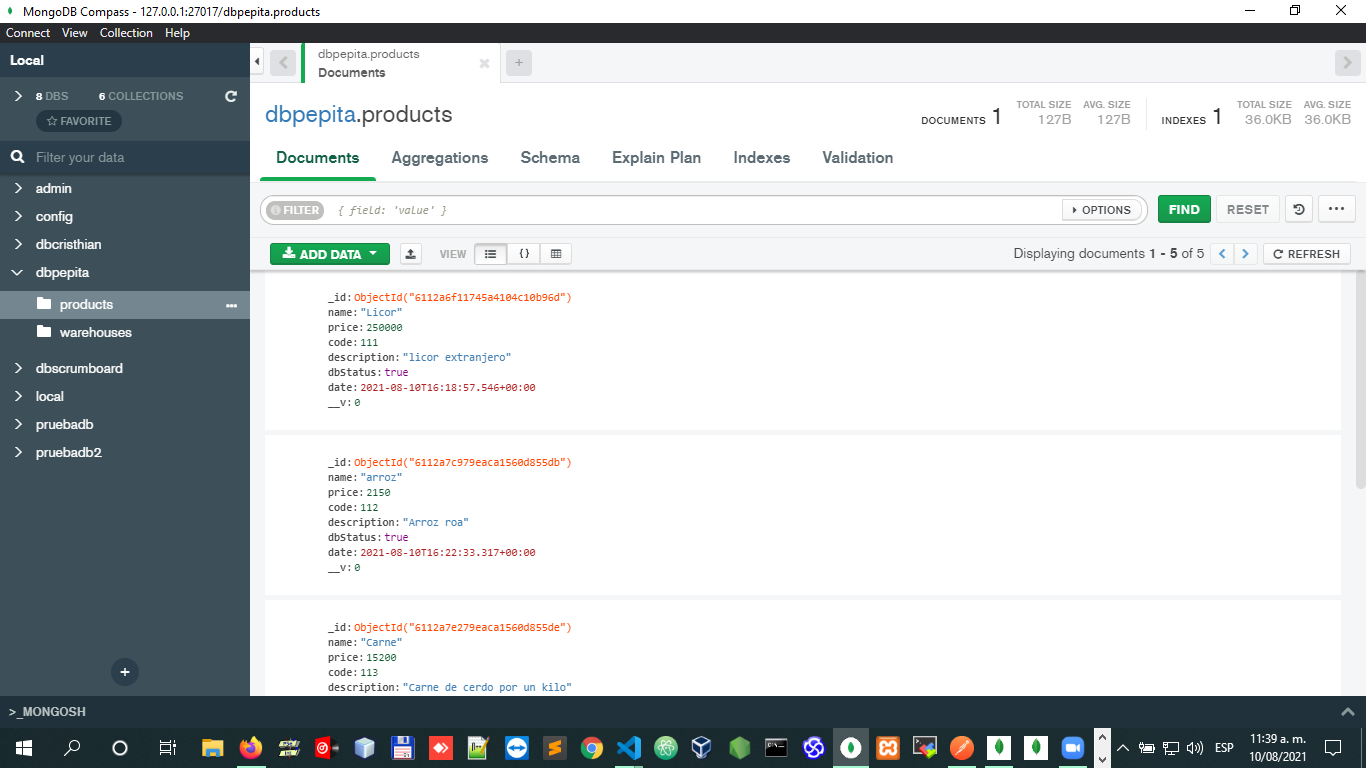 MongoDB Compass - 127.0.0.1:27017/dbpepita.products
Connect View Collection Help
Local
8 DBS 6 COLLECTIONS
FAVORITE
Filter your data
admin
config
dbcristhian
dbpepita
products
warehouses
dbscrumboard
local
pruebadb
pruebadb2
dbpepita.products
Documents
dbpepita.products
DOCUMENTS 1 TOTAL SIZE 127B AVG. SIZE 127B INDEXES 1 TOTAL SIZE 36.0KB AVG. SIZE 36.0KB
Documents Aggregations Schema Explain Plan Indexes Validation
FILTER { field: 'value' } OPTIONS FIND RESET
ADD DATA VIEW Displaying documents 1 - 5 of 5 REFRESH
_id: ObjectId("6112a6f11745a4104c10b96d")
name: "Licor"
price: 250000
code: 111
description: "licor extranjero"
dbStatus: true
date: 2021-08-10T16:18:57.546+00:00
__v: 0
_id: ObjectId("6112a7c979eaca1560d855db")
name: "arroz"
price: 2150
code: 112
description: "Arroz roa"
dbStatus: true
date: 2021-08-10T16:22:33.317+00:00
__v: 0
_id: ObjectId("6112a7e279eaca1560d855de")
name: "Carne"
price: 15200
code: 113
description: "Carne de cerdo por un kilo"
>_MONGOSH
ESP
11:39 a. m.
10/08/2021